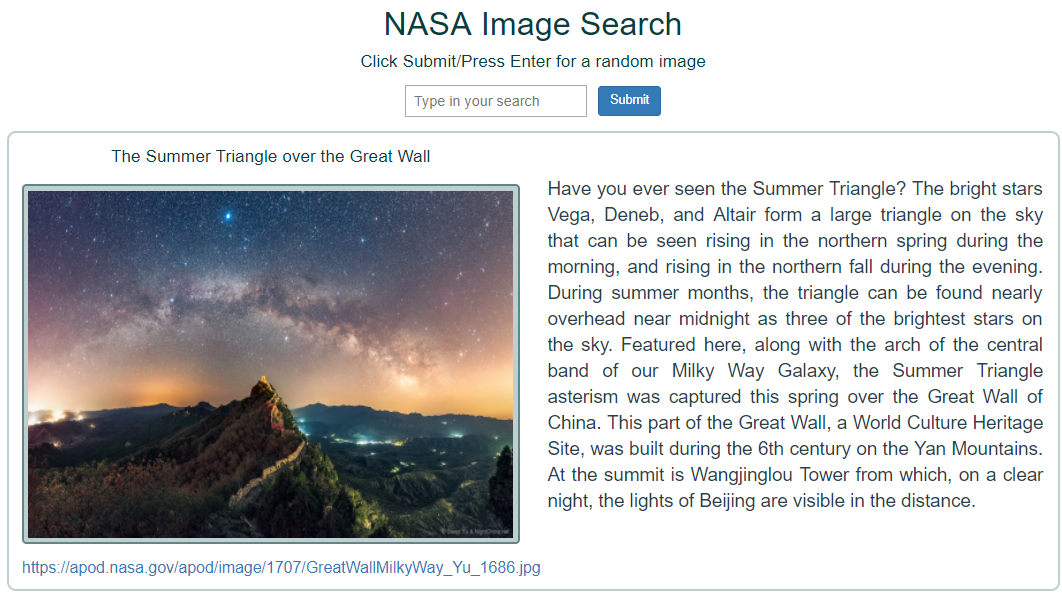 NASA Image Search
Click Submit/Press Enter for a random image
Type in your search
Submit
The Summer Triangle over the Great Wall
Have you ever seen the Summer Triangle? The bright stars
Vega, Deneb, and Altair form a large triangle on the sky
that can be seen rising in the northern spring during the
morning, and rising in the northern fall during the evening.
During summer months, the triangle can be found nearly
overhead near midnight as three of the brightest stars on
the sky. Featured here, along with the arch of the central
band of our Milky Way Galaxy, the Summer Triangle
asterism was captured this spring over the Great Wall of
China. This part of the Great Wall, a World Culture Heritage
Site, was built during the 6th century on the Yan Mountains.
At the summit is Wangjinglou Tower from which, on a clear
night, the lights of Beijing are visible in the distance.
https://apod.nasa.gov/apod/image/1707/GreatWallMilkyWay_Yu_1686.jpg